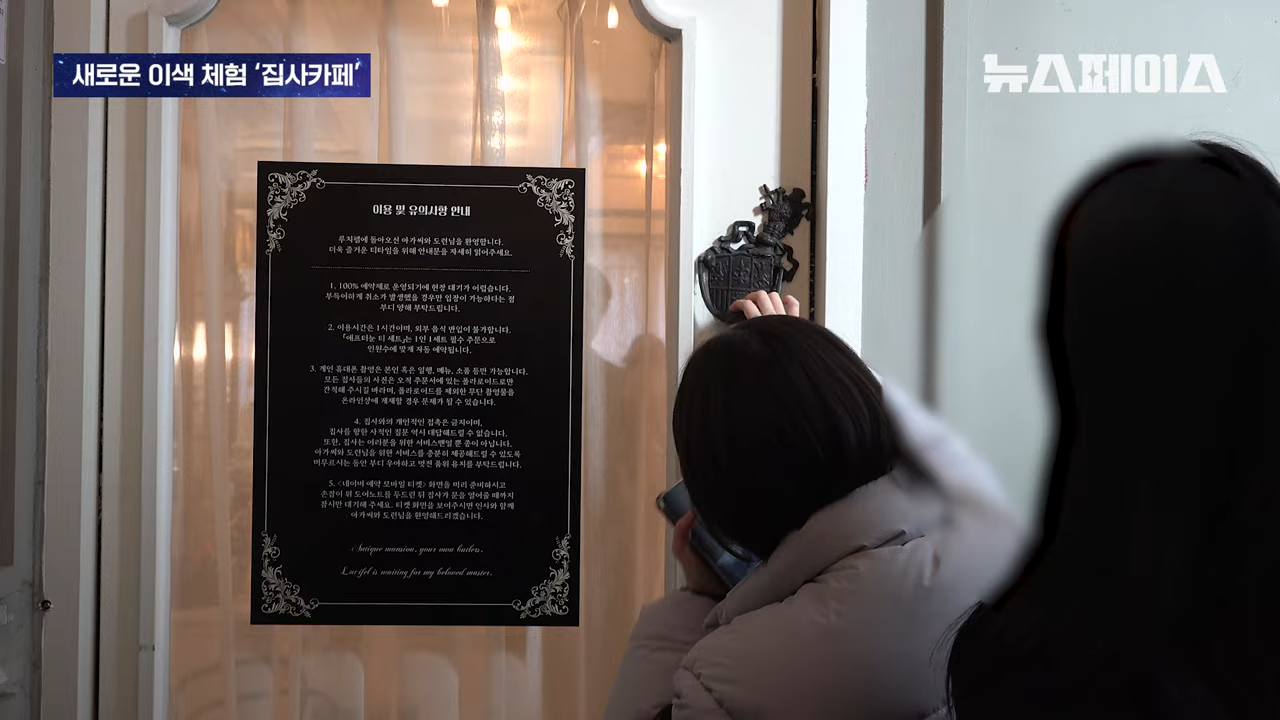 새로운 이색 체험 ‘집사카페’
뉴스페이스
이용 및 유의사항 안내
루치펠에 돌아오신 아가씨와 도련님을 환영합니다.
더욱 즐거운 티타임을 위해 안내문을 자세히 읽어주세요.
1. 100% 예약제로 운영되기에 현장 대기가 어렵습니다.
부득이하게 취소가 발생했을 경우만 입장이 가능하다는 점
부디 양해 부탁드립니다.
2. 이용시간은 1시간이며, 외부 음식 반입이 불가합니다.
「애프터눈 티 세트」는 1인 1세트 필수 주문으로
인원수에 맞게 자동 예약됩니다.
3. 개인 휴대폰 촬영은 본인 혹은 일행, 메뉴, 소품 등만 가능합니다.
모든 집사들의 사진은 오직 주문서에 있는 폴라로이드로만
간직해 주시길 바라며, 폴라로이드를 제외한 무단 촬영물을
온라인상에 게재할 경우 문제가 될 수 있습니다.
4. 집사와의 개인적인 접촉은 금지이며,
집사를 향한 사적인 질문 역시 대답해드릴 수 없습니다.
또한, 집사는 여러분을 위한 서비스맨일 뿐 종이 아닙니다.
아가씨와 도련님을 위한 서비스를 충분히 제공해드릴 수 있도록
머무르시는 동안 부디 우아하고 멋진 품위 유지를 부탁드립니다.
5. <네이버 예약 모바일 티켓> 화면을 미리 준비하시고
손잡이 위 도어노트를 두드린 뒤 집사가 문을 열어줄 때까지
잠시만 대기해 주세요. 티켓 화면을 보여주시면 인사와 함께
아가씨와 도련님을 환영해드리겠습니다.
Antique mansion, your own butlers.
Lucifel is waiting for my beloved master.